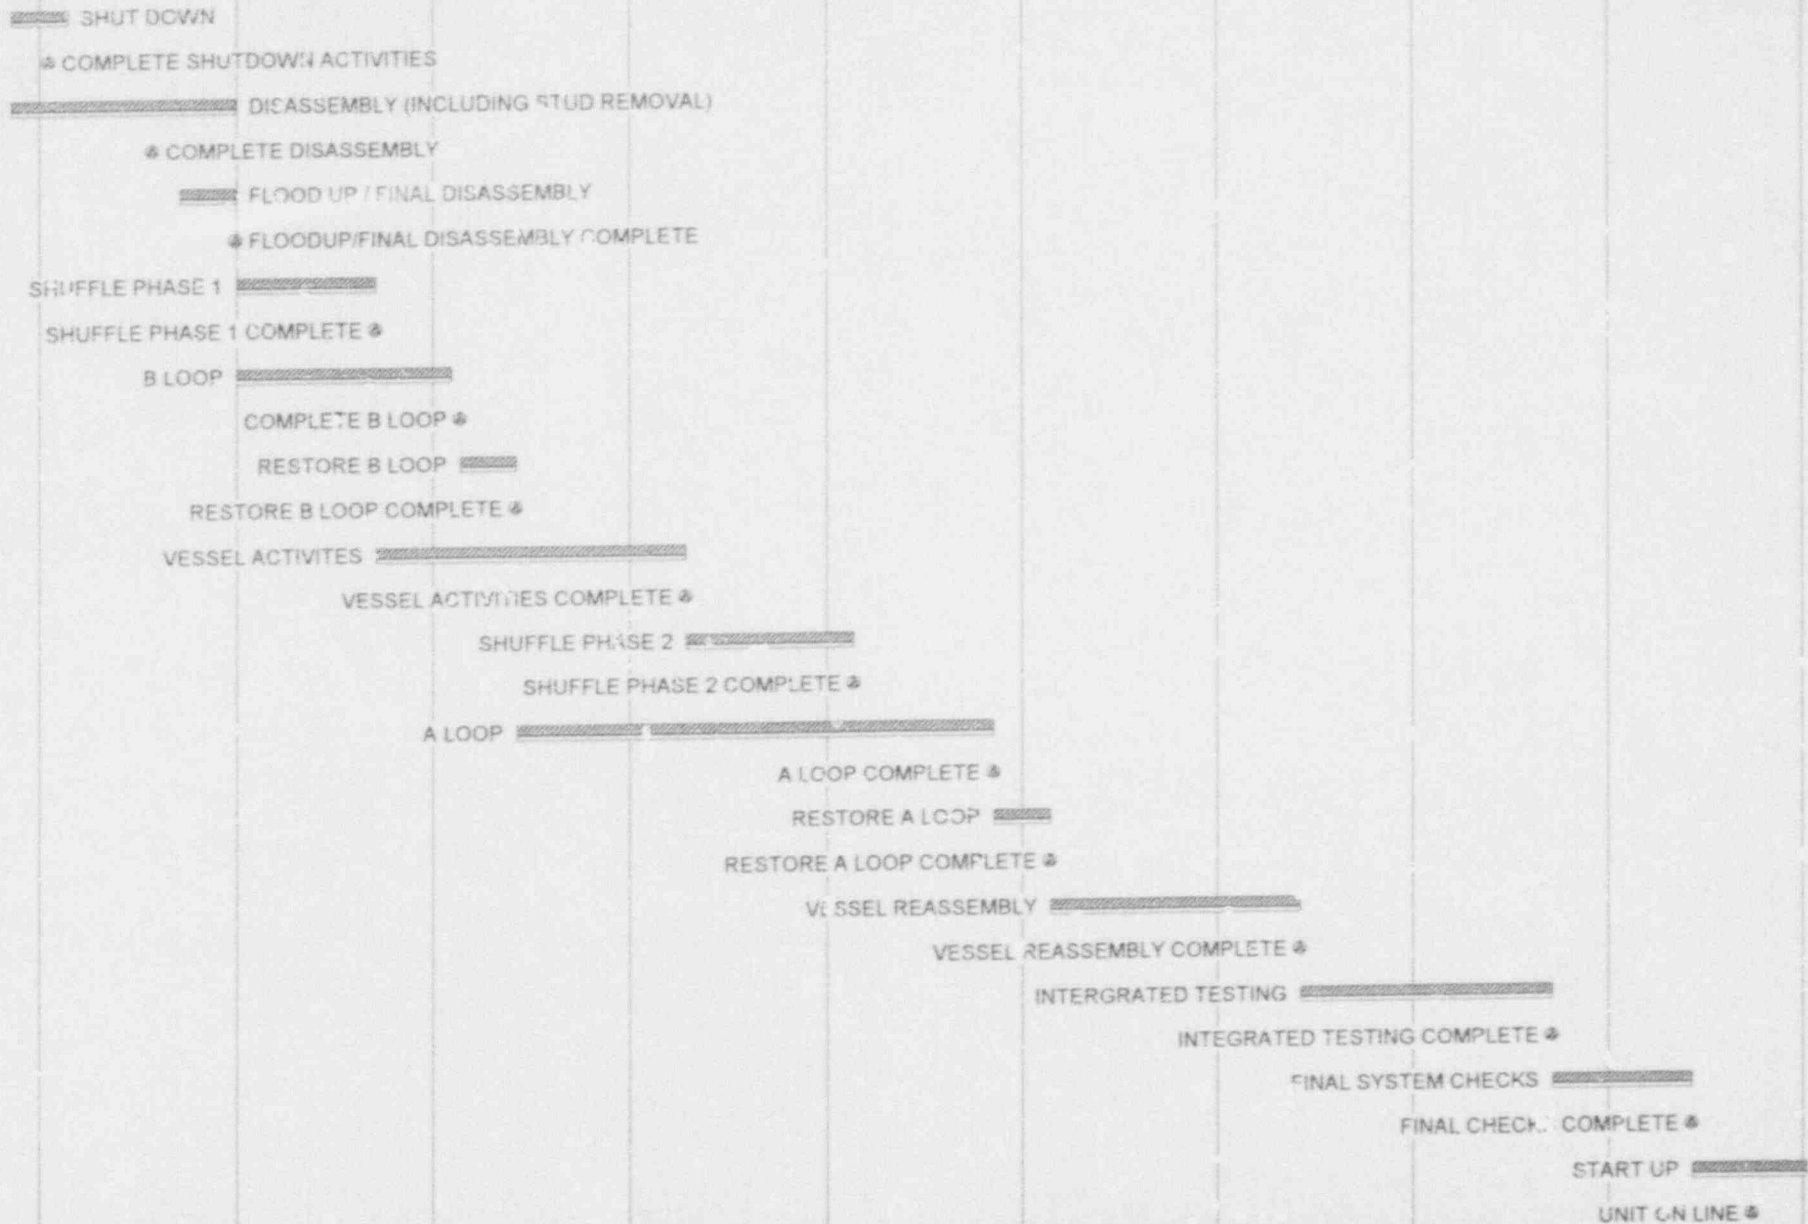 SHUT DOWN
COMPLETE SHUTDOWN ACTIVITIES
DISASSEMBLY (INCLUDING STUD REMOVAL)
COMPLETE DISASSEMBLY
FLOOD UP / FINAL DISASSEMBLY
FLOODUP/FINAL DISASSEMBLY COMPLETE
SHUFFLE PHASE 1
SHUFFLE PHASE 1 COMPLETE
B LOOP
COMPLETE B LOOP
RESTORE B LOOP
RESTORE B LOOP COMPLETE
VESSEL ACTIVITES
VESSEL ACTIVITIES COMPLETE
SHUFFLE PHASE 2
SHUFFLE PHASE 2 COMPLETE
A LOOP
A LOOP COMPLETE
RESTORE A LOOP
RESTORE A LOOP COMPLETE
VESSEL REASSEMBLY
VESSEL REASSEMBLY COMPLETE
INTERGRATED TESTING
INTEGRATED TESTING COMPLETE
FINAL SYSTEM CHECKS
FINAL CHECKS COMPLETE
START UP
UNIT ON LINE